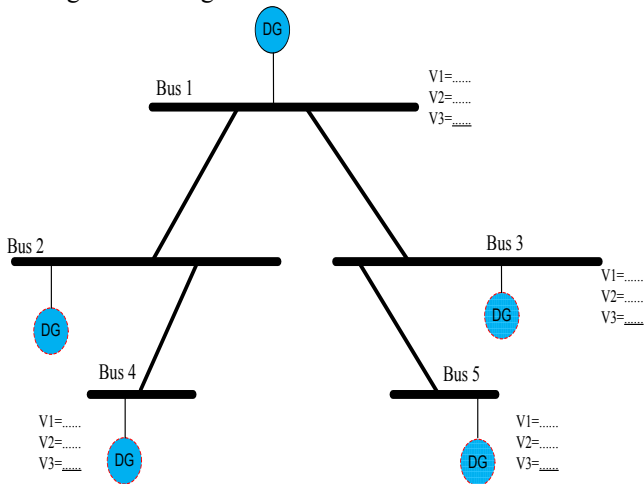 DG
Bus 1
V1=......
V2=......
V3=......
Bus 2
Bus 3
DG
DG
V1=......
V2=......
V3=......
Bus 4
Bus 5
V1=......
V2=......
V3=......
DG
DG
V1=......
V2=......
V3=......